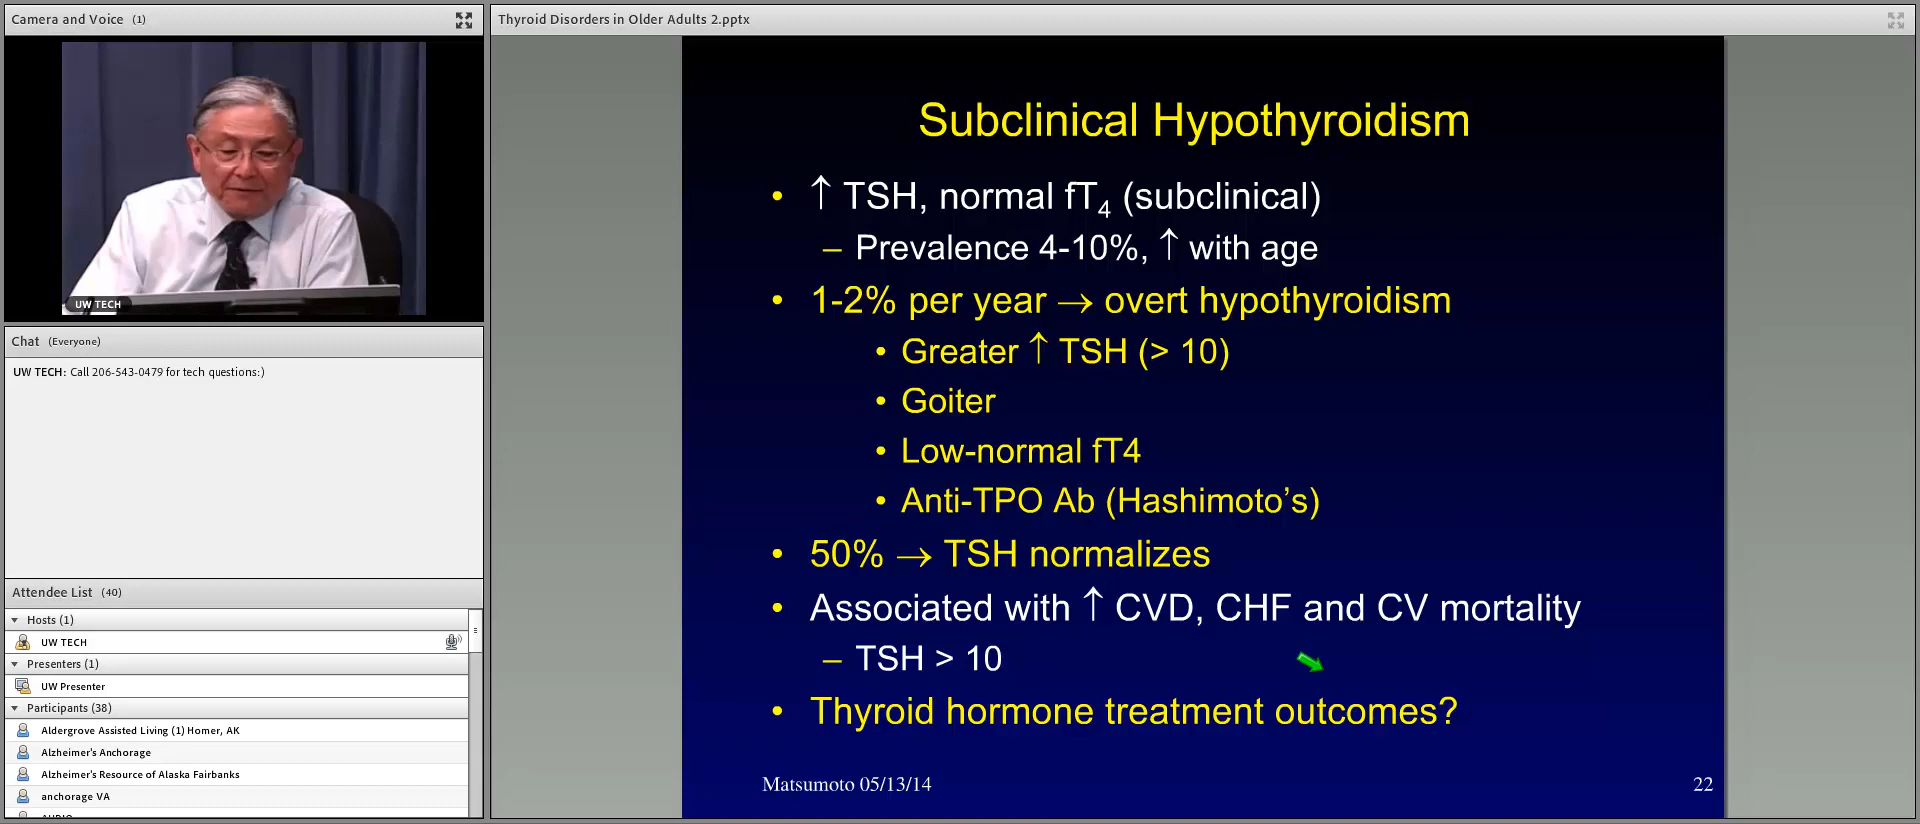 Camera and Voice (1)
UW TECH
Chat (Everyone)
UW TECH: Call 206-543-0479 for tech questions:)
Attendee List (40)
Hosts (1)
UW TECH
Presenters (1)
UW Presenter
Participants (38)
Aldergrove Assisted Living (1) Homer, AK
Alzheimer's Anchorage
Alzheimer's Resource of Alaska Fairbanks
anchorage VA
AUDIO
Thyroid Disorders in Older Adults 2.pptx
Subclinical Hypothyroidism
• ↑ TSH, normal fT₄ (subclinical)
– Prevalence 4-10%, ↑ with age
• 1-2% per year → overt hypothyroidism
• Greater ↑ TSH (> 10)
• Goiter
• Low-normal fT4
• Anti-TPO Ab (Hashimoto’s)
• 50% → TSH normalizes
• Associated with ↑ CVD, CHF and CV mortality
– TSH > 10
• Thyroid hormone treatment outcomes?
Matsumoto 05/13/14
22